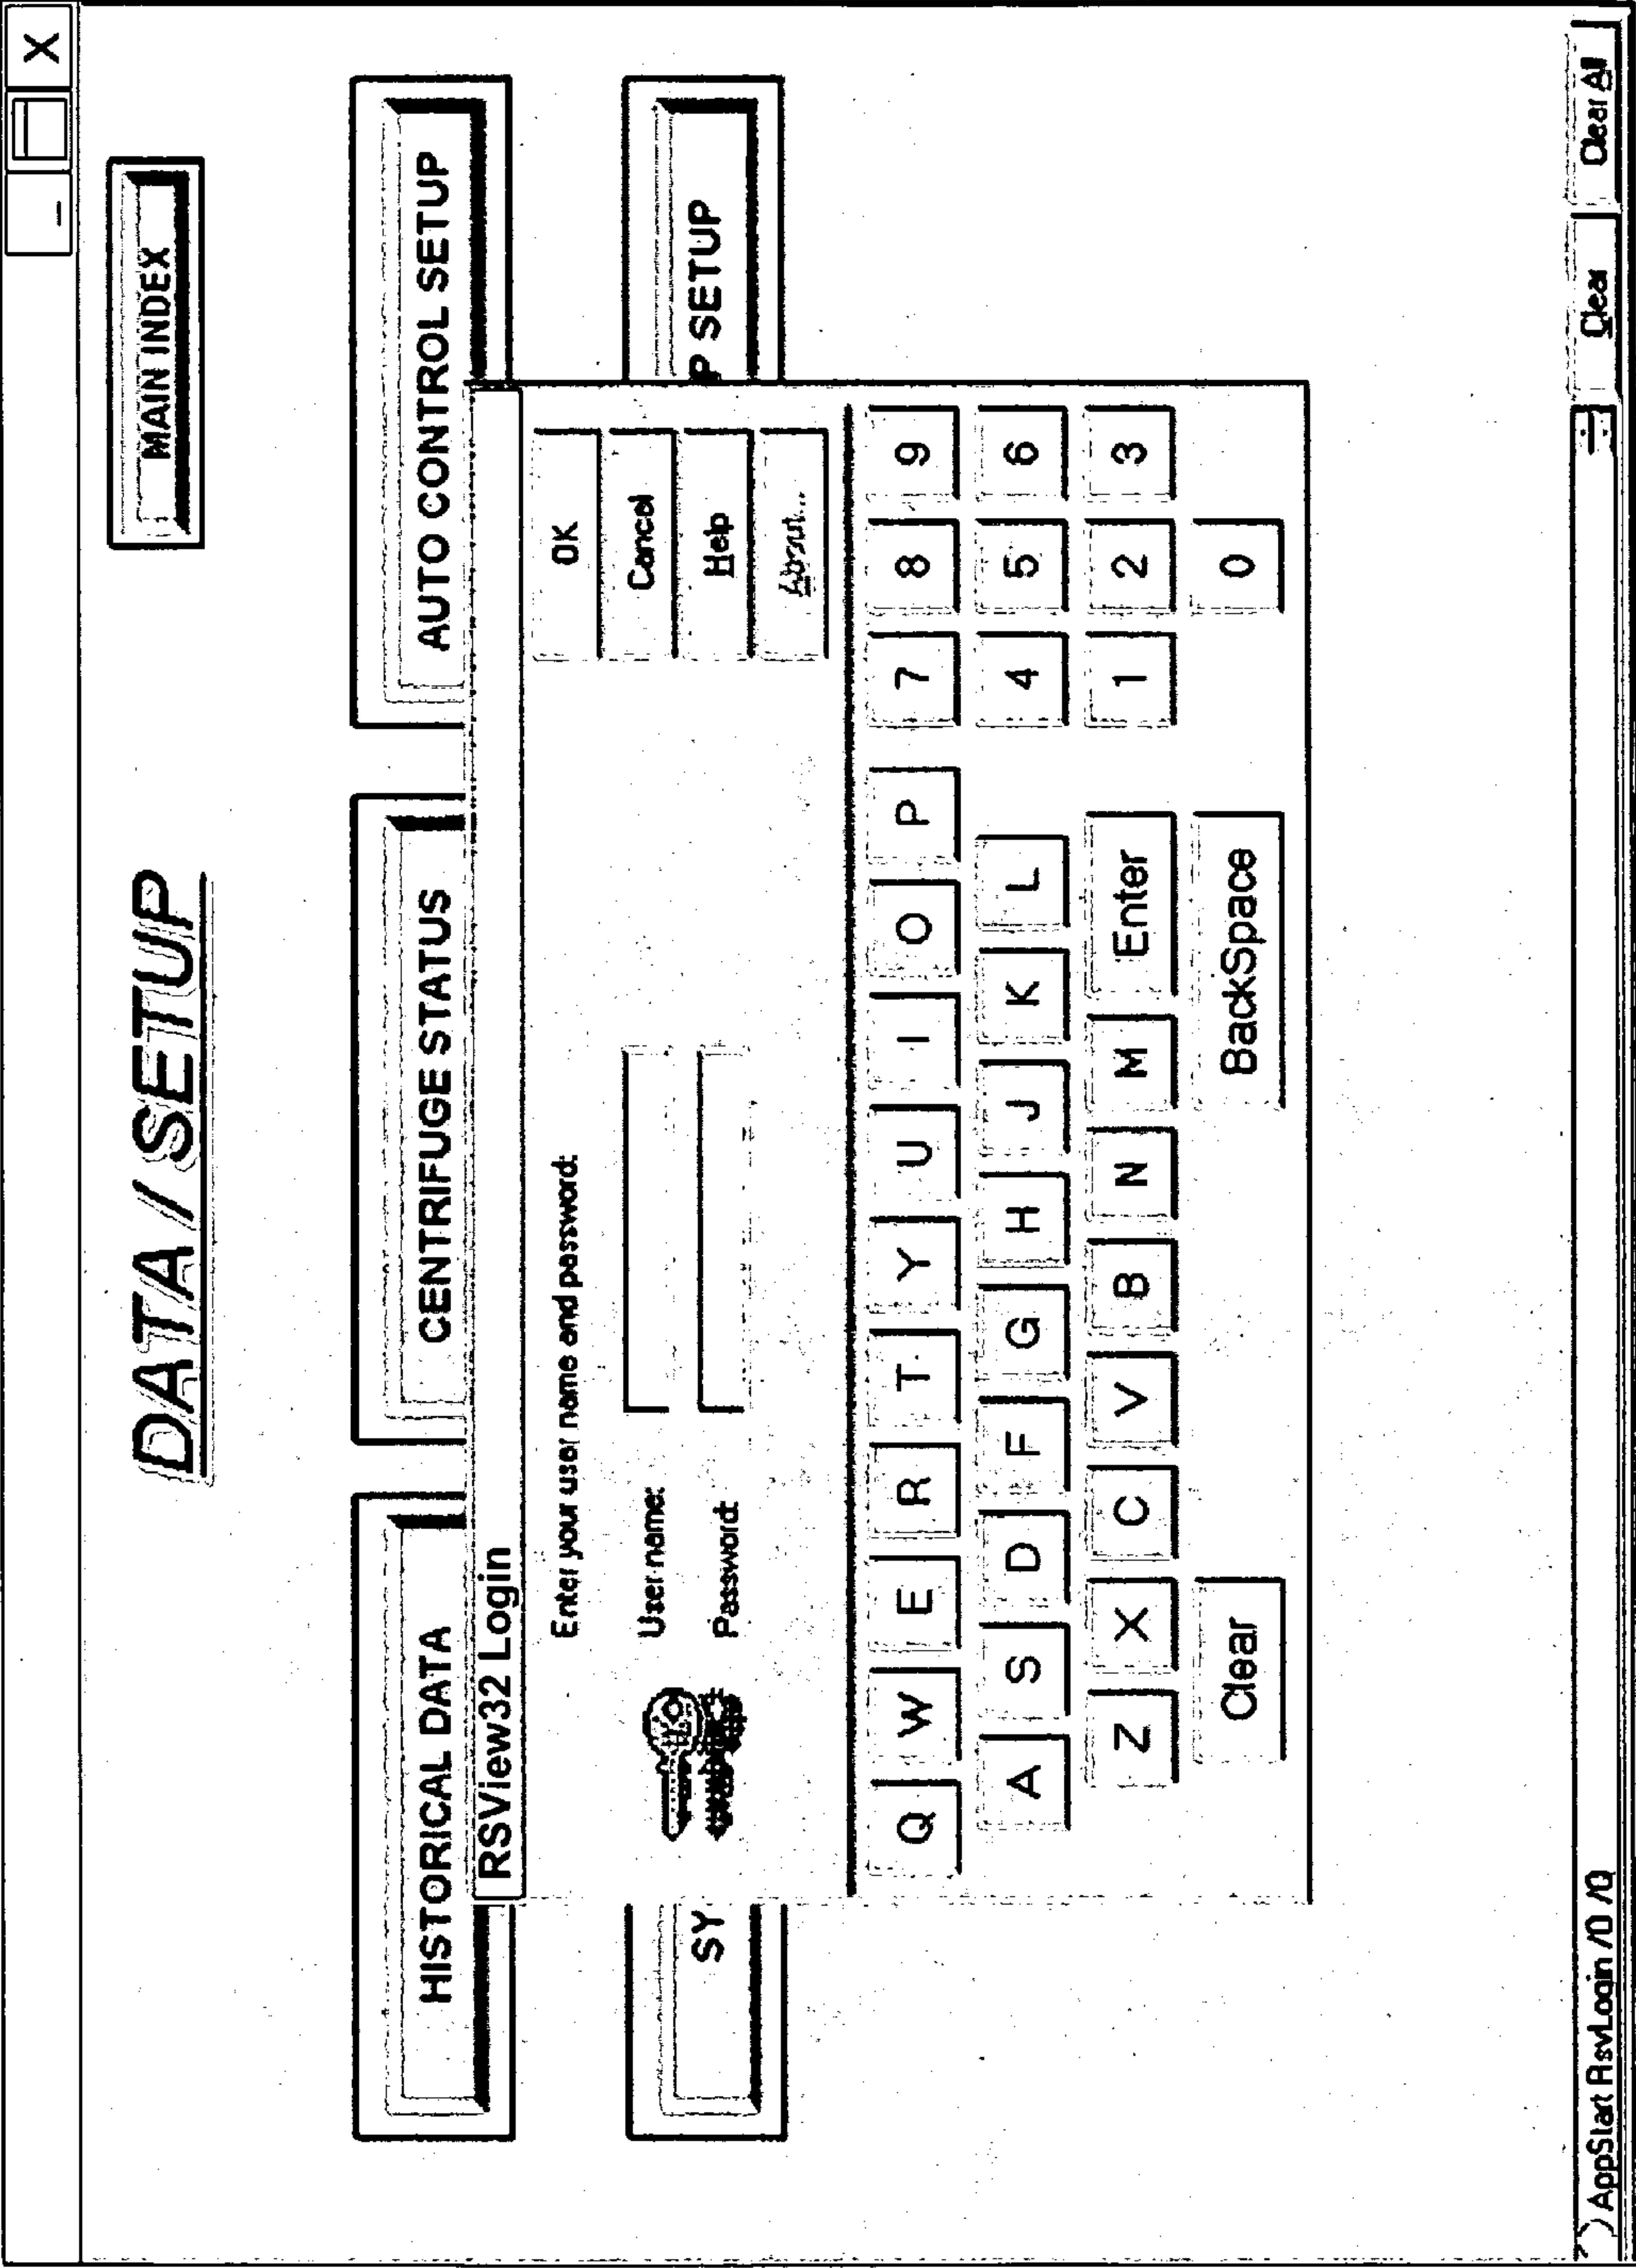 X
MAIN INDEX
DATA / SETUP
HISTORICAL DATA
CENTRIFUGE STATUS
AUTO CONTROL SETUP
RSView32 Login
Enter your user name and password:
OK
User name:
Cancel
Password:
Help
About...
SY
P SETUP
Q W E R T Y U I O P 7 8 9
A S D F G H J K L 4 5 6
Z X C V B N M Enter 1 2 3
Clear BackSpace 0
AppStart RsvLogin /O /Q
Clear
Clear All